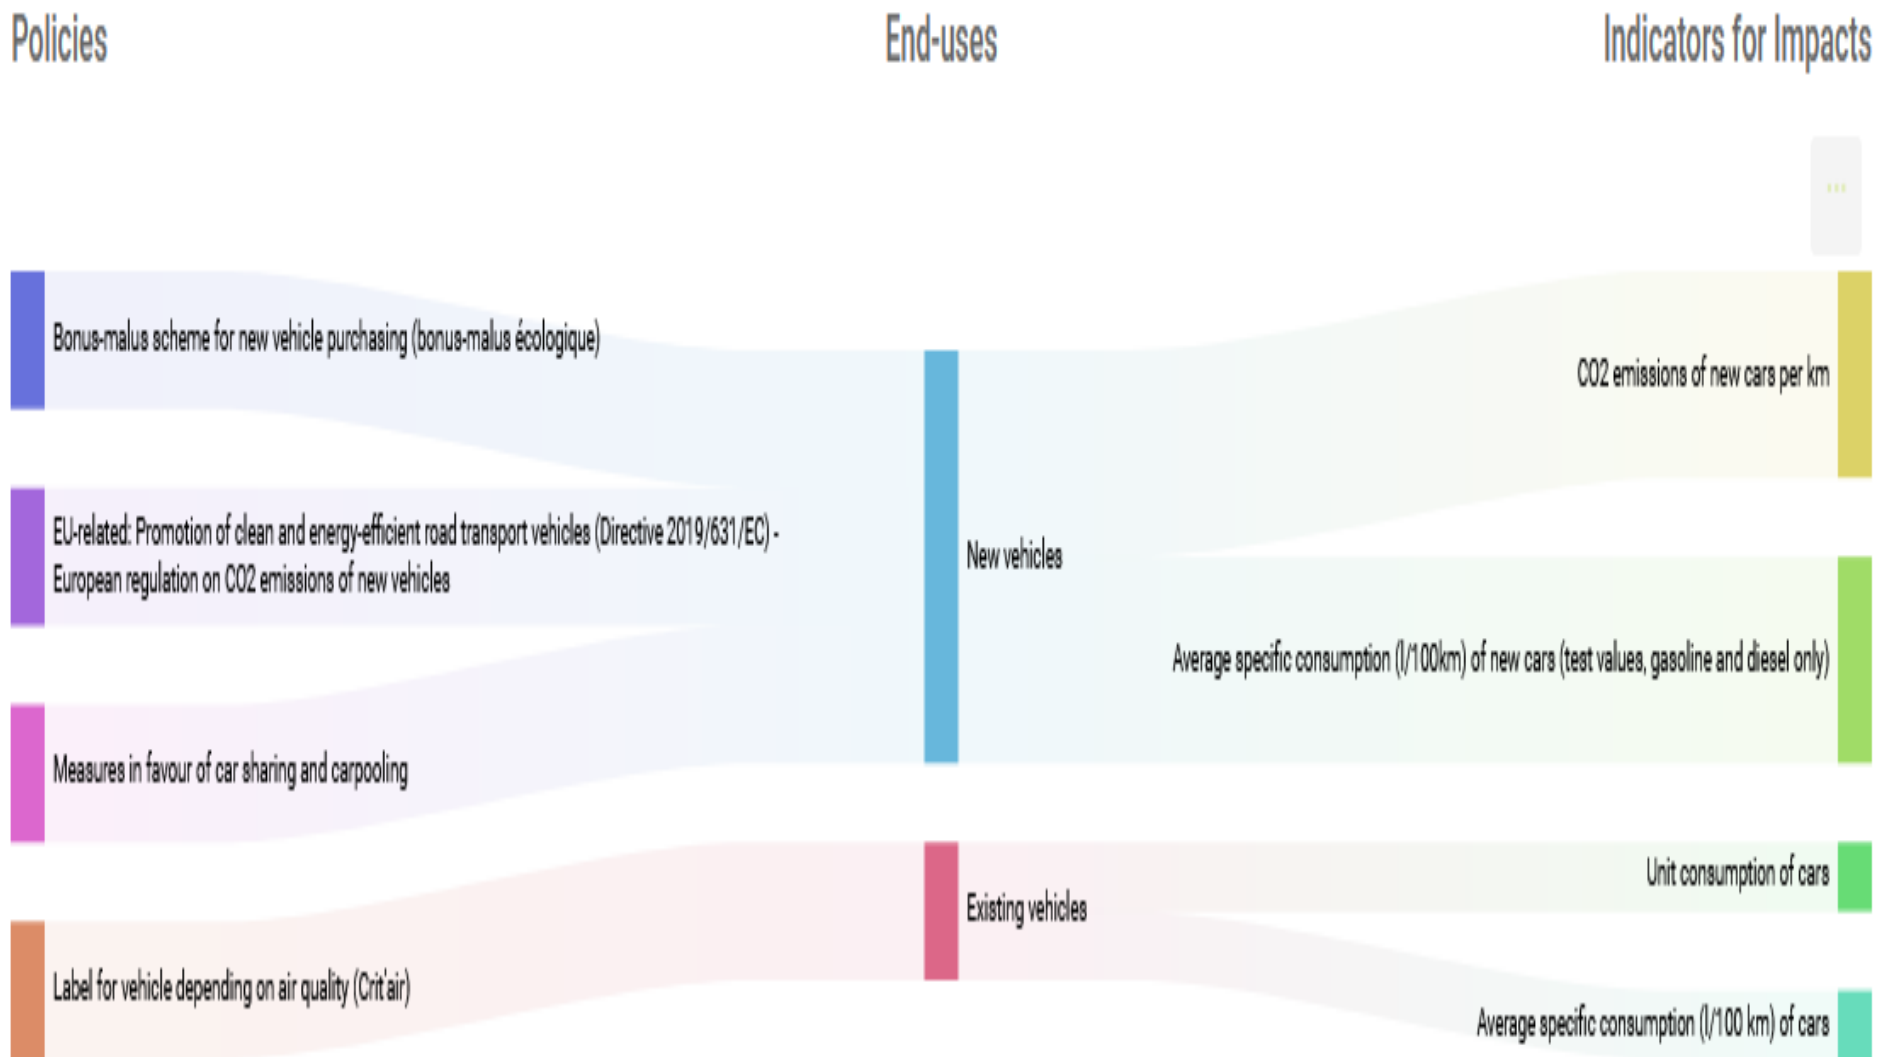 Policies
End-uses
Indicators for Impacts
...
Bonus-malus scheme for new vehicle purchasing (bonus-malus écologique)
CO2 emissions of new cars per km
EU-related: Promotion of clean and energy-efficient road transport vehicles (Directive 2019/631/EC) -
European regulation on CO2 emissions of new vehicles
New vehicles
Average specific consumption (l/100km) of new cars (test values, gasoline and diesel only)
Measures in favour of car sharing and carpooling
Unit consumption of cars
Existing vehicles
Label for vehicle depending on air quality (Crit'air)
Average specific consumption (l/100 km) of cars